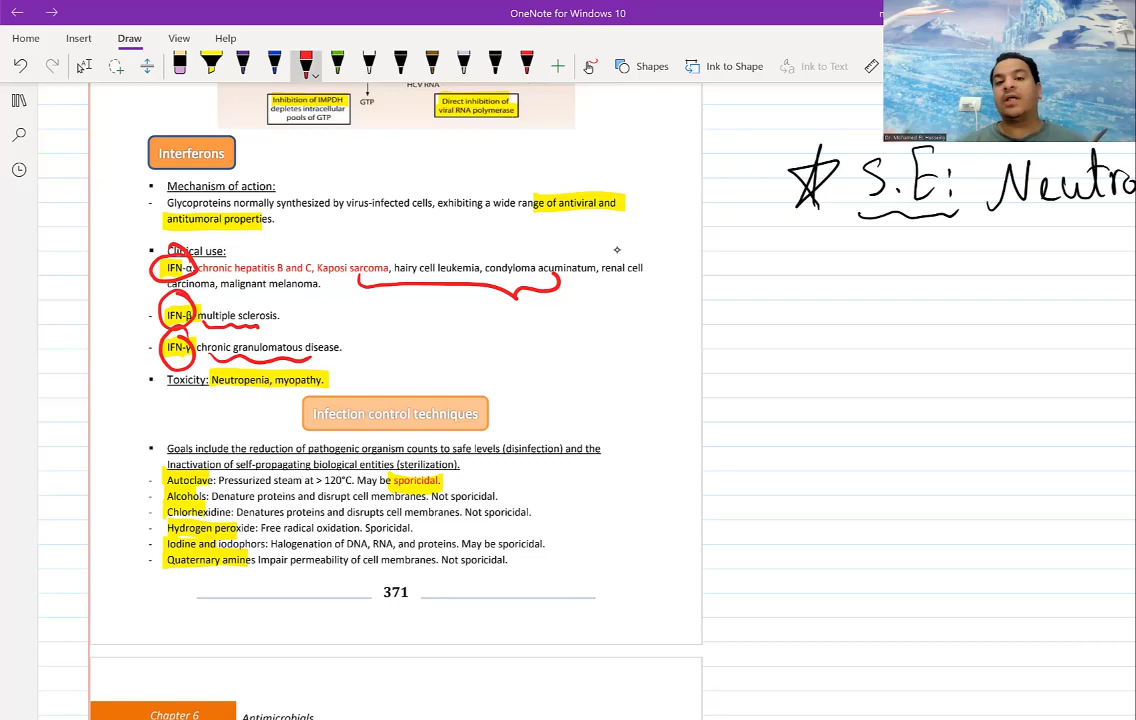 OneNote for Windows 10
Home Insert Draw View Help
Shapes Ink to Shape Ink to Text
HCV RNA
Inhibition of IMPDH
depletes intracellular
pools of GTP
GTP
Direct inhibition of
viral RNA polymerase
Dr. Mohamed EL Husseiny
S.E: Neutro
Interferons
Mechanism of action:
- Glycoproteins normally synthesized by virus-infected cells, exhibiting a wide range of antiviral and
antitumoral properties.
Clinical use:
IFN-α: chronic hepatitis B and C, Kaposi sarcoma, hairy cell leukemia, condyloma acuminatum, renal cell
carcinoma, malignant melanoma.
- IFN-β multiple sclerosis.
- IFN-γ chronic granulomatous disease.
Toxicity: Neutropenia, myopathy.
Infection control techniques
Goals include the reduction of pathogenic organism counts to safe levels (disinfection) and the
Inactivation of self-propagating biological entities (sterilization).
- Autoclave: Pressurized steam at > 120°C. May be sporicidal.
- Alcohols: Denature proteins and disrupt cell membranes. Not sporicidal.
- Chlorhexidine: Denatures proteins and disrupts cell membranes. Not sporicidal.
- Hydrogen peroxide: Free radical oxidation. Sporicidal.
- Iodine and iodophors: Halogenation of DNA, RNA, and proteins. May be sporicidal.
- Quaternary amines Impair permeability of cell membranes. Not sporicidal.
371
Chapter 6
Antimicrobials